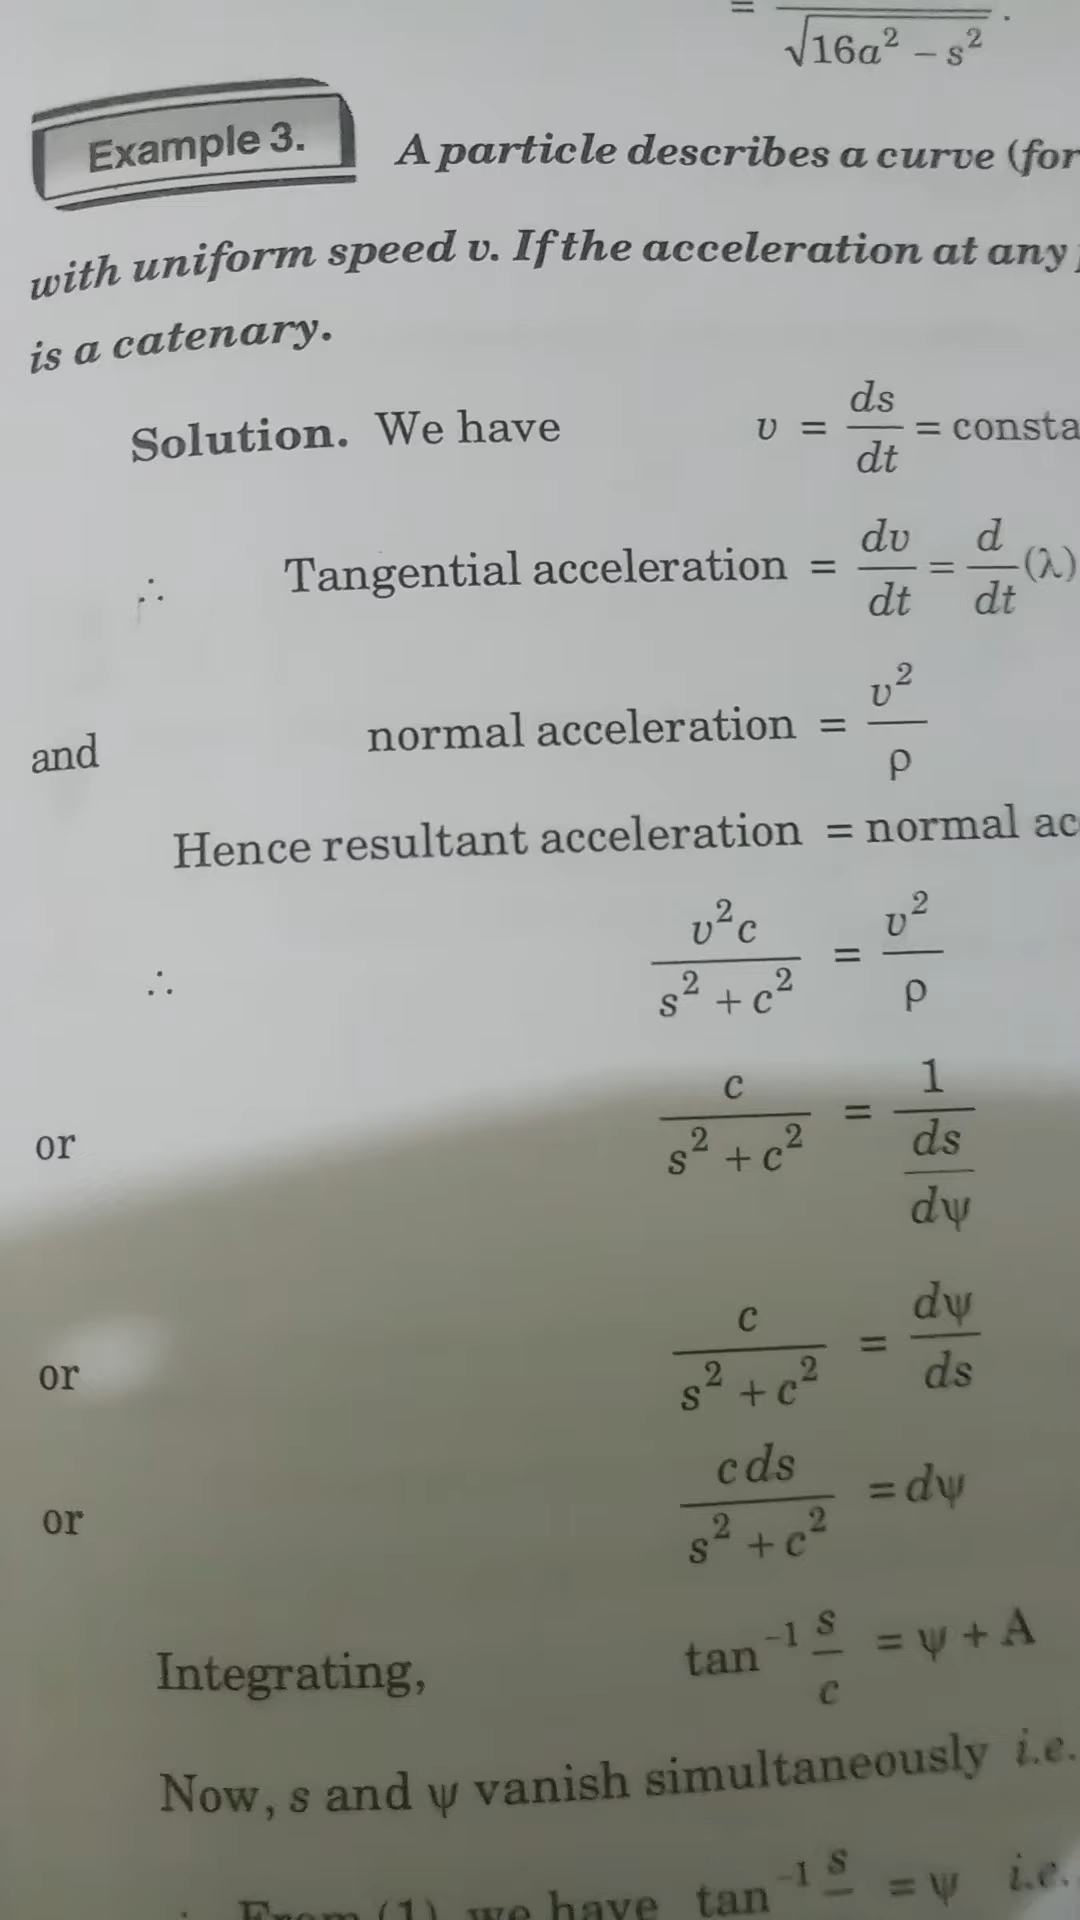 = / √16a² – s² .
Example 3. A particle describes a curve (for
with uniform speed v. If the acceleration at any
is a catenary.
Solution. We have v = ds/dt = consta
∴ Tangential acceleration = dv/dt = d/dt (λ)
and normal acceleration = v²/ρ
Hence resultant acceleration = normal ac
∴ v²c/(s² + c²) = v²/ρ
or c/(s² + c²) = 1/(ds/dψ)
or c/(s² + c²) = dψ/ds
or c ds/(s² + c²) = dψ
Integrating, tan⁻¹ s/c = ψ + A
Now, s and ψ vanish simultaneously i.e.
From (1) we have tan⁻¹ s = ψ i.e.